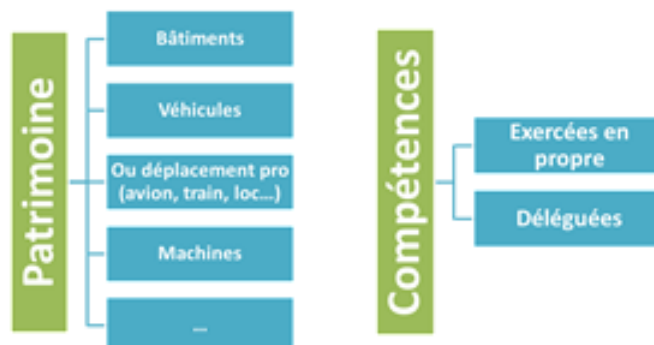 Patrimoine
Bâtiments
Véhicules
Ou déplacement pro
(avion, train, loc...)
Machines
...
Compétences
Exercées en
propre
Déléguées